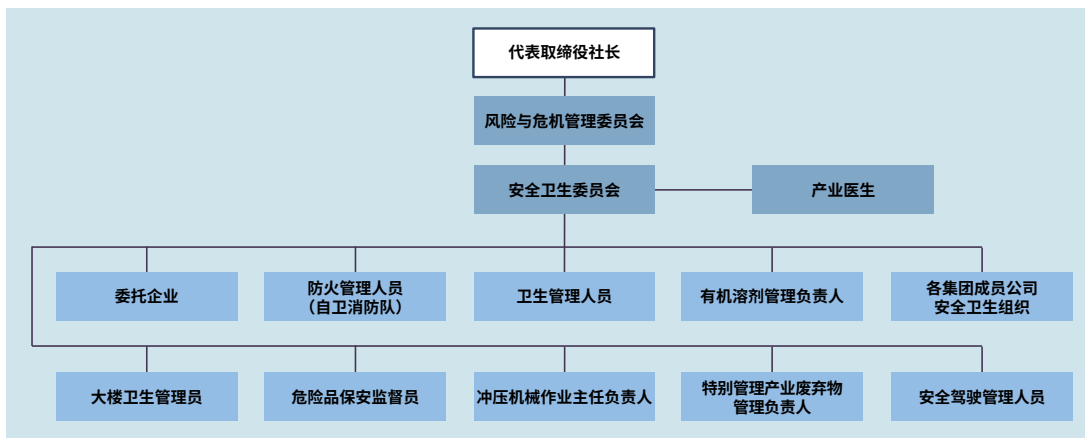 代表取缔役社长
风险与危机管理委员会
安全卫生委员会
产业医生
委托企业
防火管理人员
（自卫消防队）
卫生管理人员
有机溶剂管理负责人
各集团成员公司
安全卫生组织
大楼卫生管理员
危险品保安监督员
冲压机械作业主任负责人
特别管理产业废弃物
管理负责人
安全驾驶管理人员